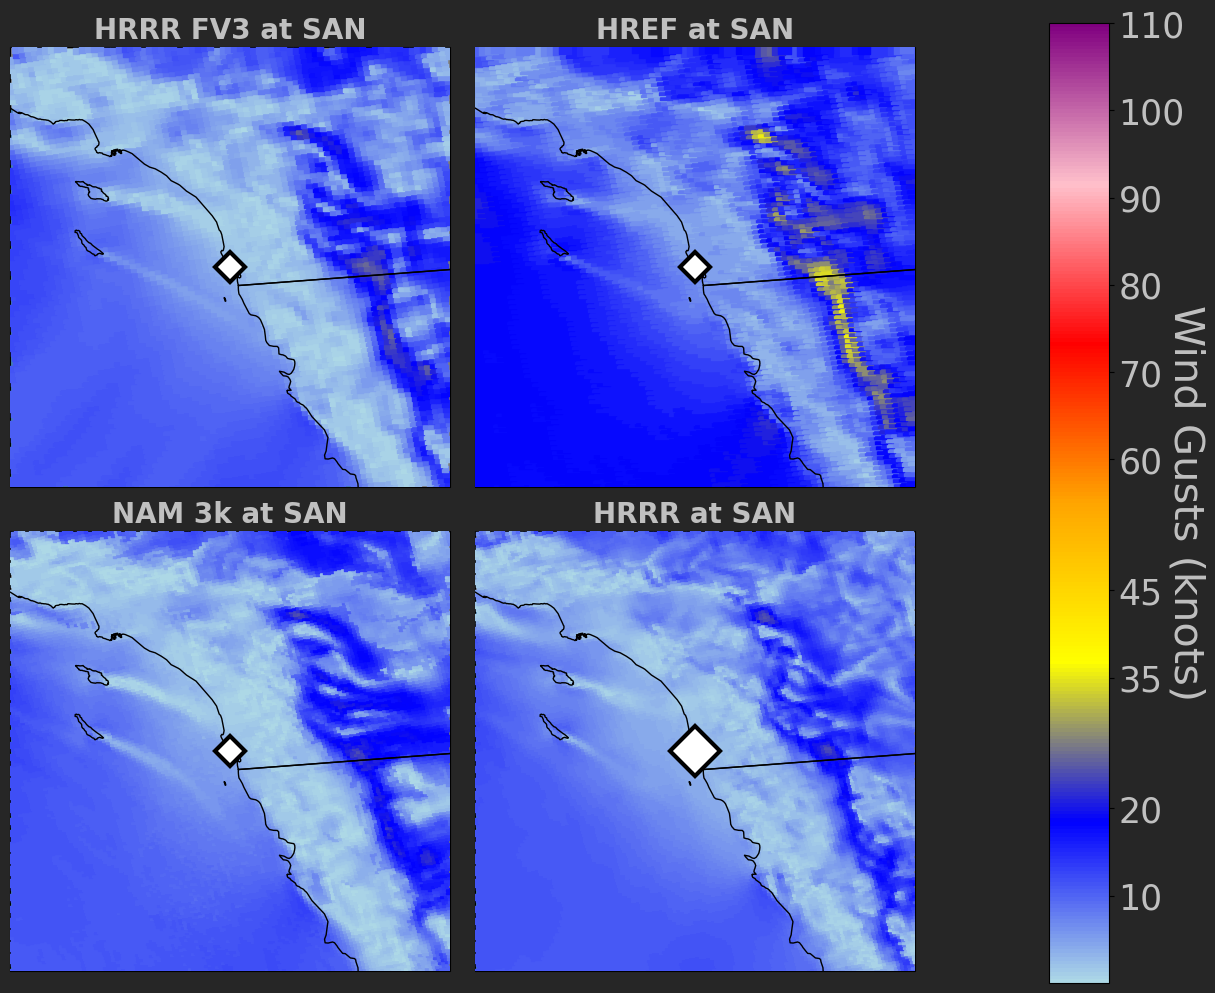 HRRR FV3 at SAN
HREF at SAN
NAM 3k at SAN
HRRR at SAN
110
100
90
80
70
60
45
35
20
10
Wind Gusts (knots)